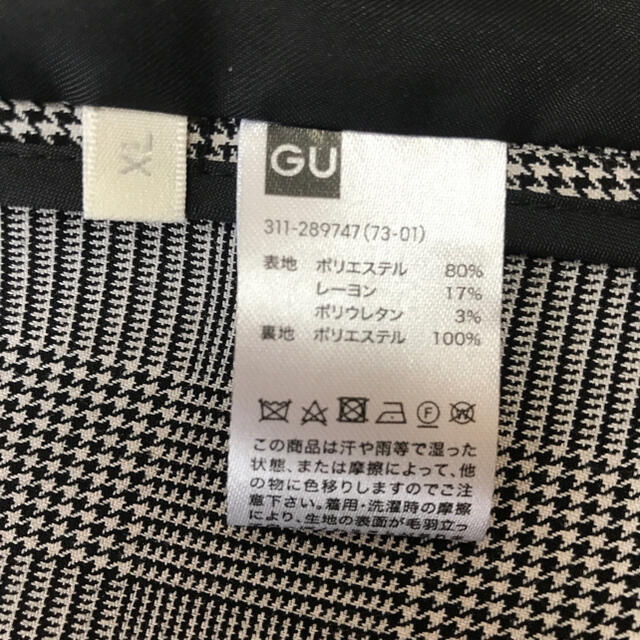 XL
GU
311-289747(73-01)
表地 ポリエステル 80%
レーヨン 17%
ポリウレタン 3%
裏地 ポリエステル 100%
この商品は汗や雨等で湿った
状態、または摩擦によって、他
の物に色移りしますのでご注
意下さい。着用・洗濯時の摩擦
により、生地の表面が毛羽立っ